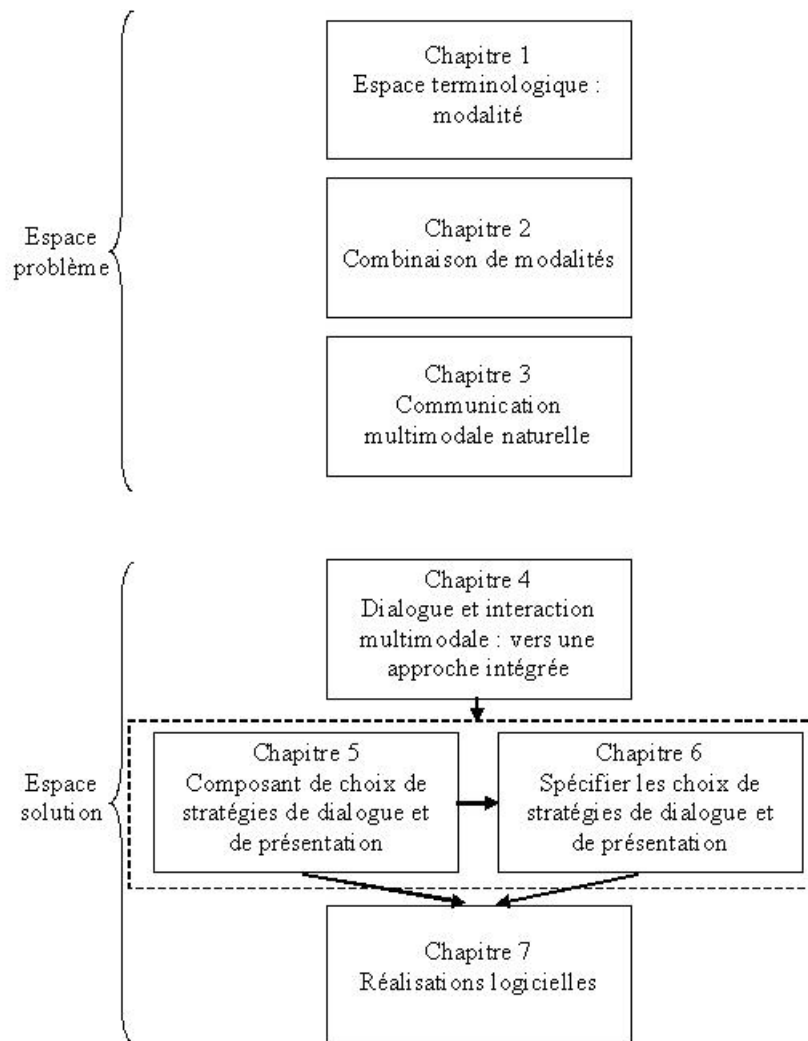 Chapitre 1
Espace terminologique :
modalité
Chapitre 2
Combinaison de modalités
Espace
problème
Chapitre 3
Communication
multimodale naturelle
Chapitre 4
Dialogue et interaction
multimodale : vers une
approche intégrée
Espace
solution
Chapitre 5
Composant de choix de
stratégies de dialogue et
de présentation
Chapitre 6
Spécifier les choix de
stratégies de dialogue et
de présentation
Chapitre 7
Réalisations logicielles